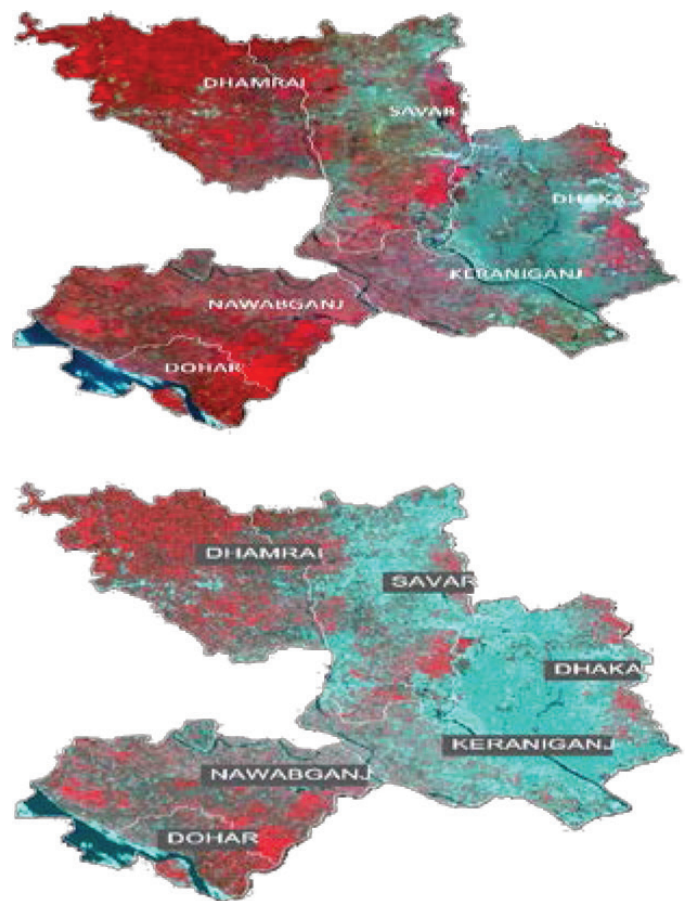 DHAMRAI
SAVAR
DHAKA
KERANIGANJ
NAWABGANJ
DOHAR
DHAMRAI
SAVAR
DHAKA
KERANIGANJ
NAWABGANJ
DOHAR